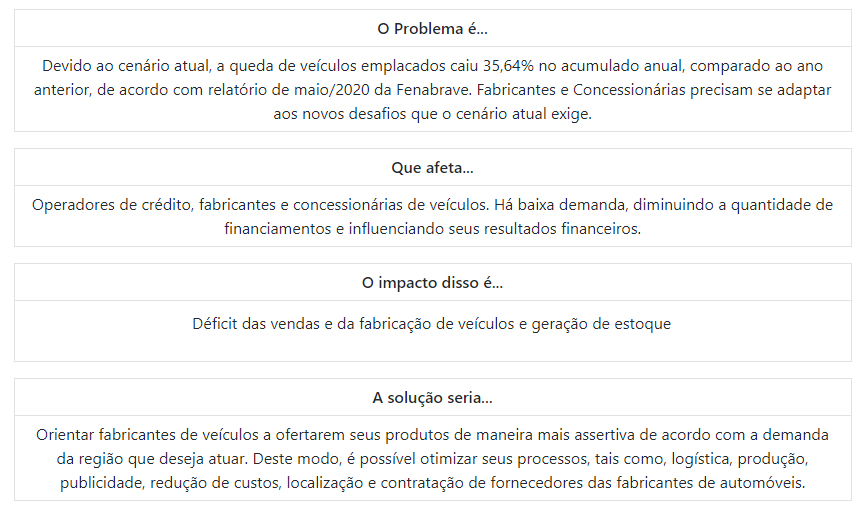 O Problema é...
Devido ao cenário atual, a queda de veículos emplacados caiu 35,64% no acumulado anual, comparado ao ano
anterior, de acordo com relatório de maio/2020 da Fenabrave. Fabricantes e Concessionárias precisam se adaptar
aos novos desafios que o cenário atual exige.
Que afeta...
Operadores de crédito, fabricantes e concessionárias de veículos. Há baixa demanda, diminuindo a quantidade de
financiamentos e influenciando seus resultados financeiros.
O impacto disso é...
Déficit das vendas e da fabricação de veículos e geração de estoque
A solução seria...
Orientar fabricantes de veículos a ofertarem seus produtos de maneira mais assertiva de acordo com a demanda
da região que deseja atuar. Deste modo, é possível otimizar seus processos, tais como, logística, produção,
publicidade, redução de custos, localização e contratação de fornecedores das fabricantes de automóveis.